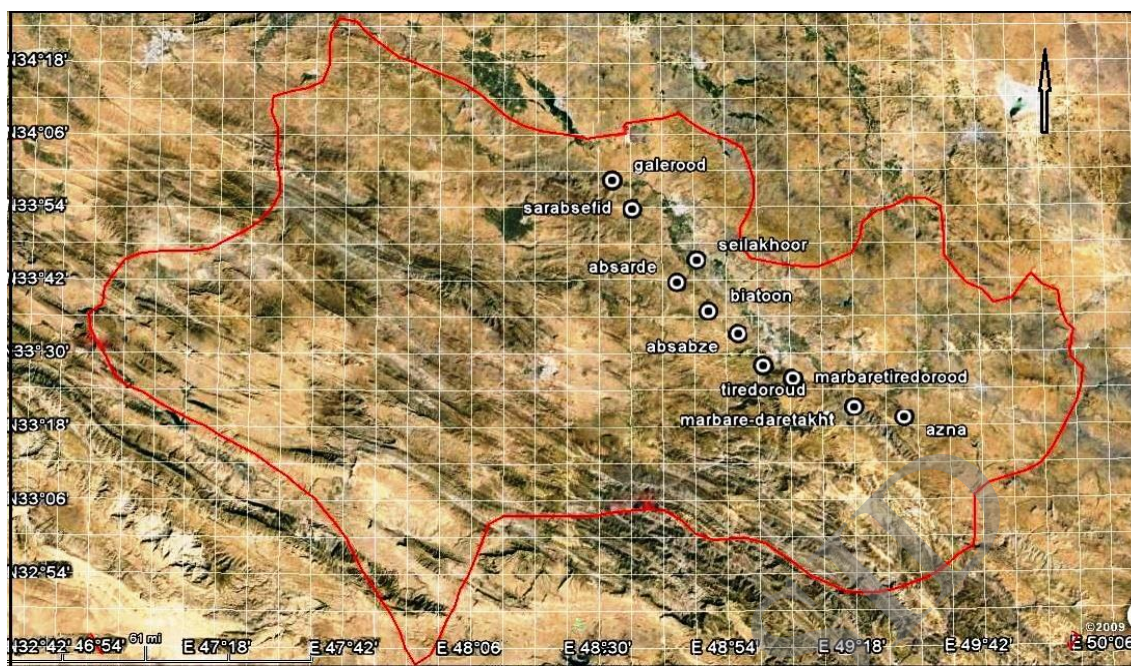 N34°18'
N34°06'
galerood
N33°54'
sarabsefid
seilakhoor
absarde
N33°42'
biatoon
absabze
N33°30'
marbaretiredorood
tiredoroud
marbare-daretakht
azna
N33°18'
N33°06'
N32°54'
©2009
61 mi
N32°42' 46°54' E 47°18' E 47°42' E 48°06' E 48°30' E 48°54' E 49°18' E 49°42' E 50°06'